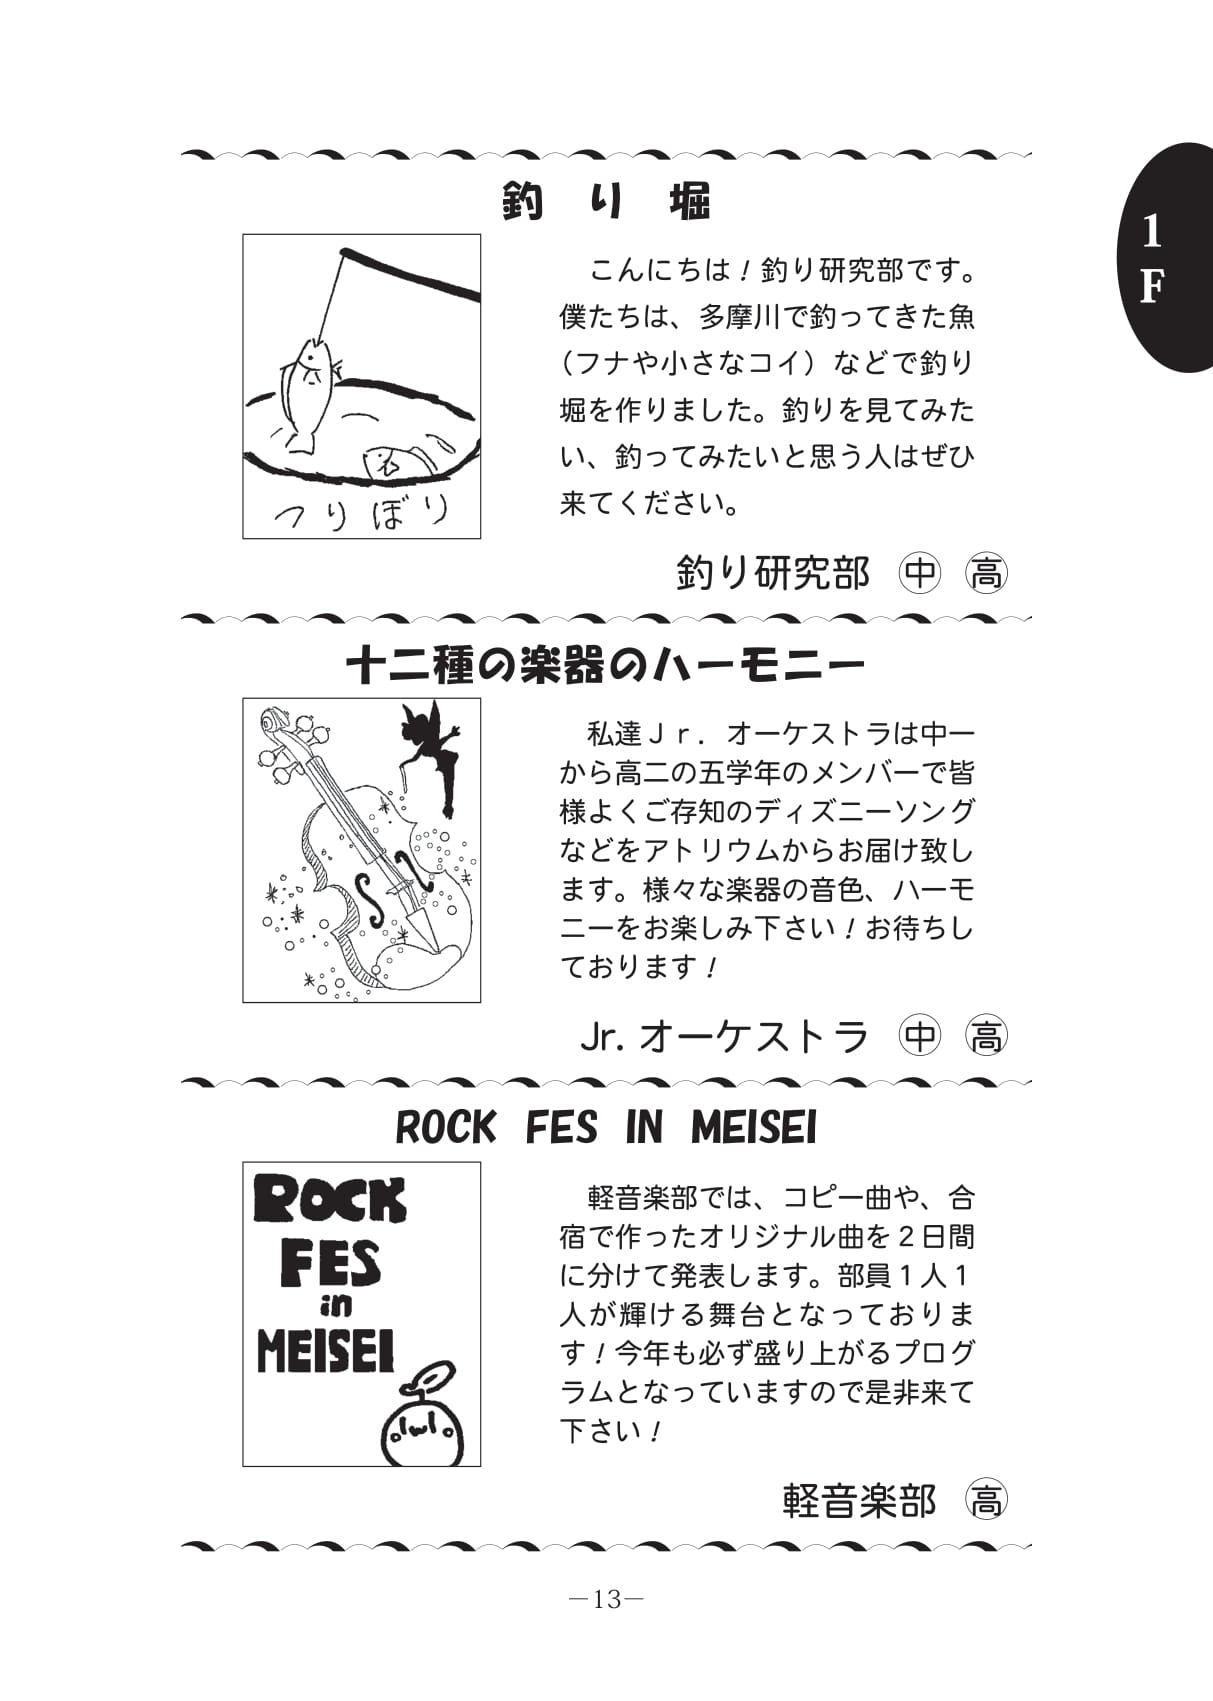 1
F
釣り堀
こんにちは！釣り研究部です。
僕たちは、多摩川で釣ってきた魚
（フナや小さなコイ）などで釣り
堀を作りました。釣りを見てみた
い、釣ってみたいと思う人はぜひ
来てください。
つりぼり
釣り研究部 ㊥ 高
十二種の楽器のハーモニー
私達Ｊｒ．オーケストラは中一
から高二の五学年のメンバーで皆
様よくご存知のディズニーソング
などをアトリウムからお届け致し
ます。様々な楽器の音色、ハーモ
ニーをお楽しみ下さい！お待ちし
ております！
Jr. オーケストラ ㊥ 高
ROCK FES IN MEISEI
ROCK
FES
in
MEISEI
軽音楽部では、コピー曲や、合
宿で作ったオリジナル曲を２日間
に分けて発表します。部員１人１
人が輝ける舞台となっておりま
す！今年も必ず盛り上がるプログ
ラムとなっていますので是非来て
下さい！
軽音楽部 高
－13－